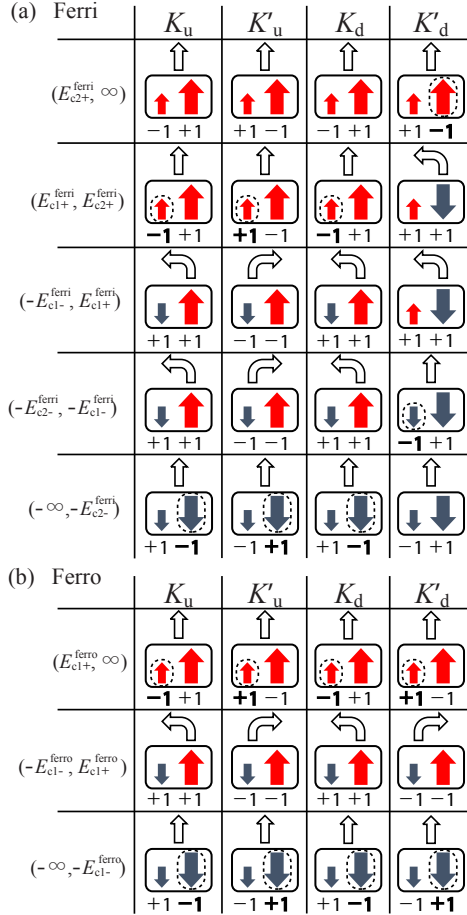 (a) Ferri
K_u K'_u K_d K'_d
(E_c2+^ferri, ∞)
−1 +1 −1 +1 −1 +1 +1 −1
(E_c1+^ferri, E_c2+^ferri)
−1 +1 +1 −1 −1 +1 +1 +1
(-E_c1-^ferri, E_c1+^ferri)
+1 +1 −1 −1 +1 +1 +1 +1
(-E_c2-^ferri, -E_c1-^ferri)
+1 +1 −1 −1 +1 +1 −1 +1
(-∞,-E_c2-^ferri)
+1 −1 −1 +1 +1 −1 −1 +1
(b) Ferro
K_u K'_u K_d K'_d
(E_c1+^ferro, ∞)
−1 +1 +1 −1 −1 +1 +1 −1
(-E_c1-^ferro, E_c1+^ferro)
+1 +1 −1 −1 +1 +1 −1 −1
(-∞,-E_c1-^ferro)
+1 −1 −1 +1 +1 −1 −1 +1